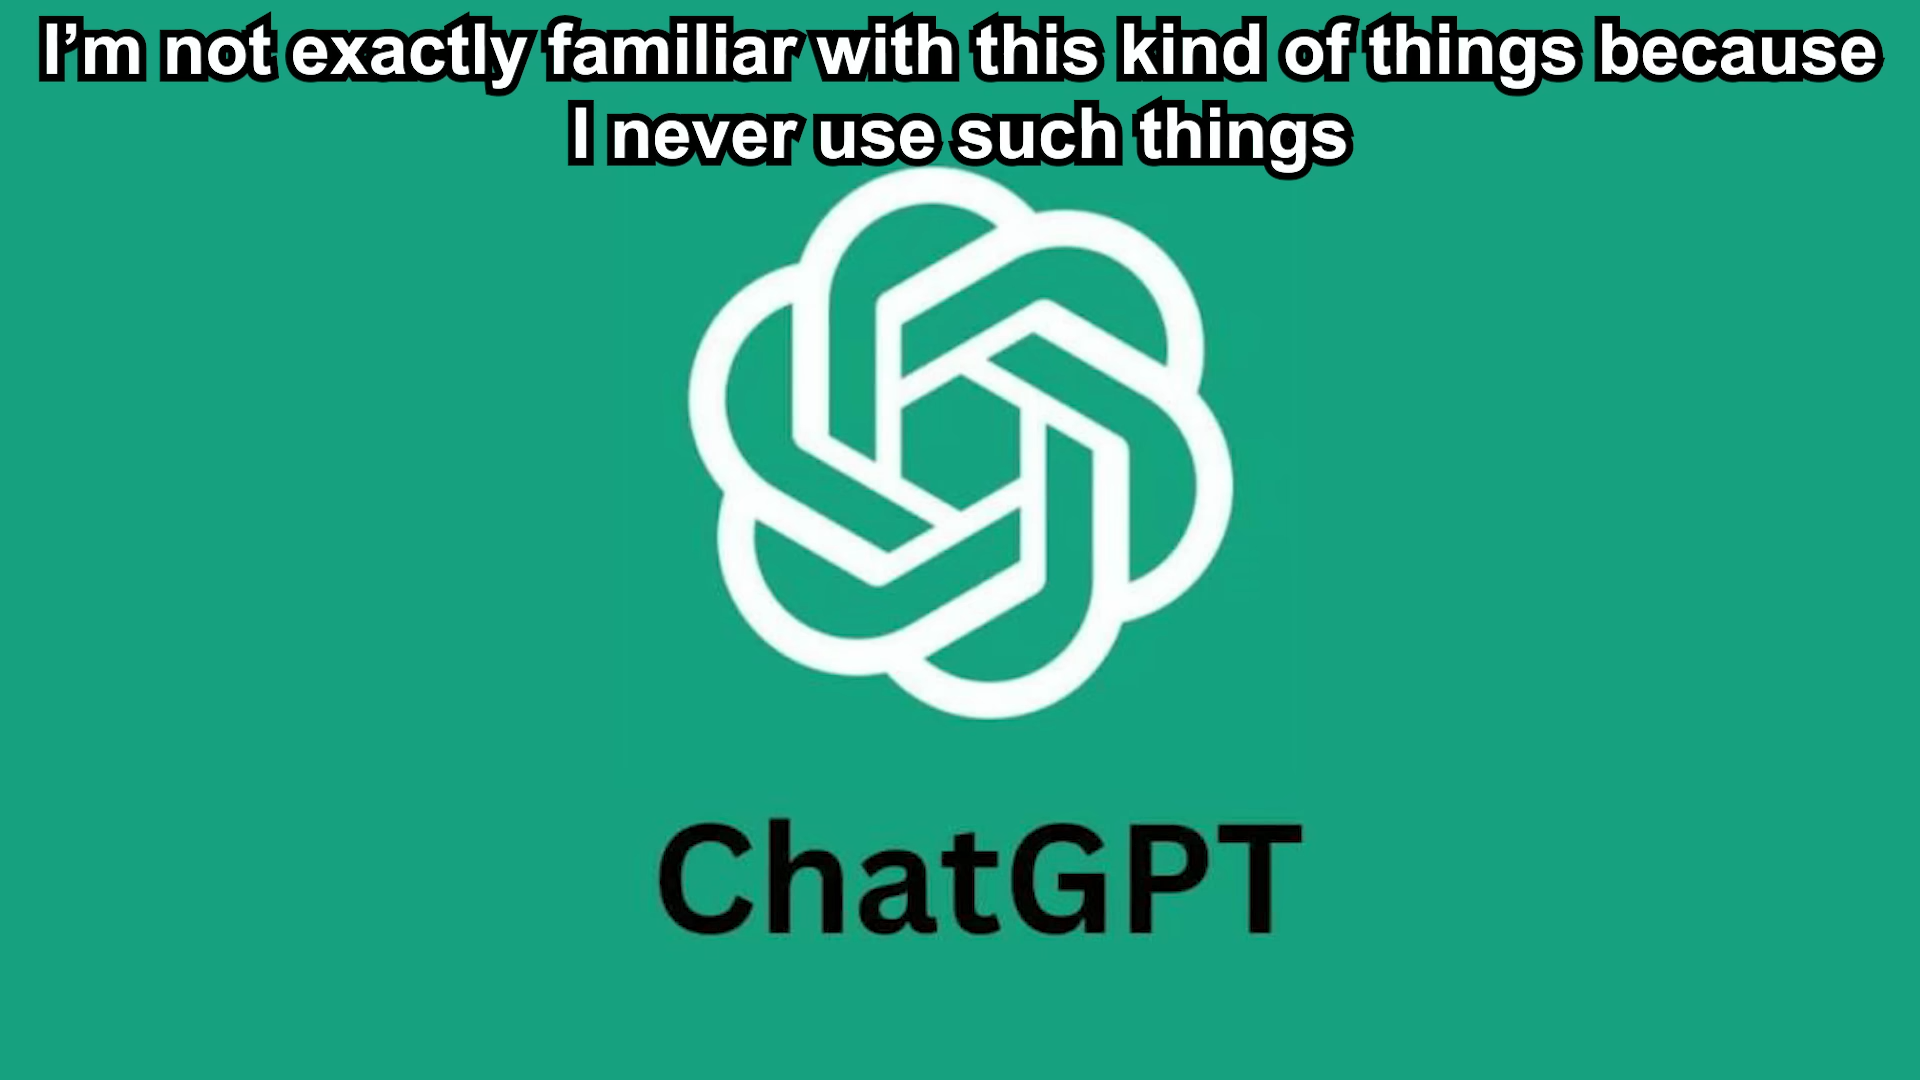 I’m not exactly familiar with this kind of things because
I never use such things
ChatGPT